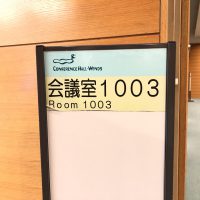 CONFERENCE HALL·WINDS
会議室1003
Room 1003